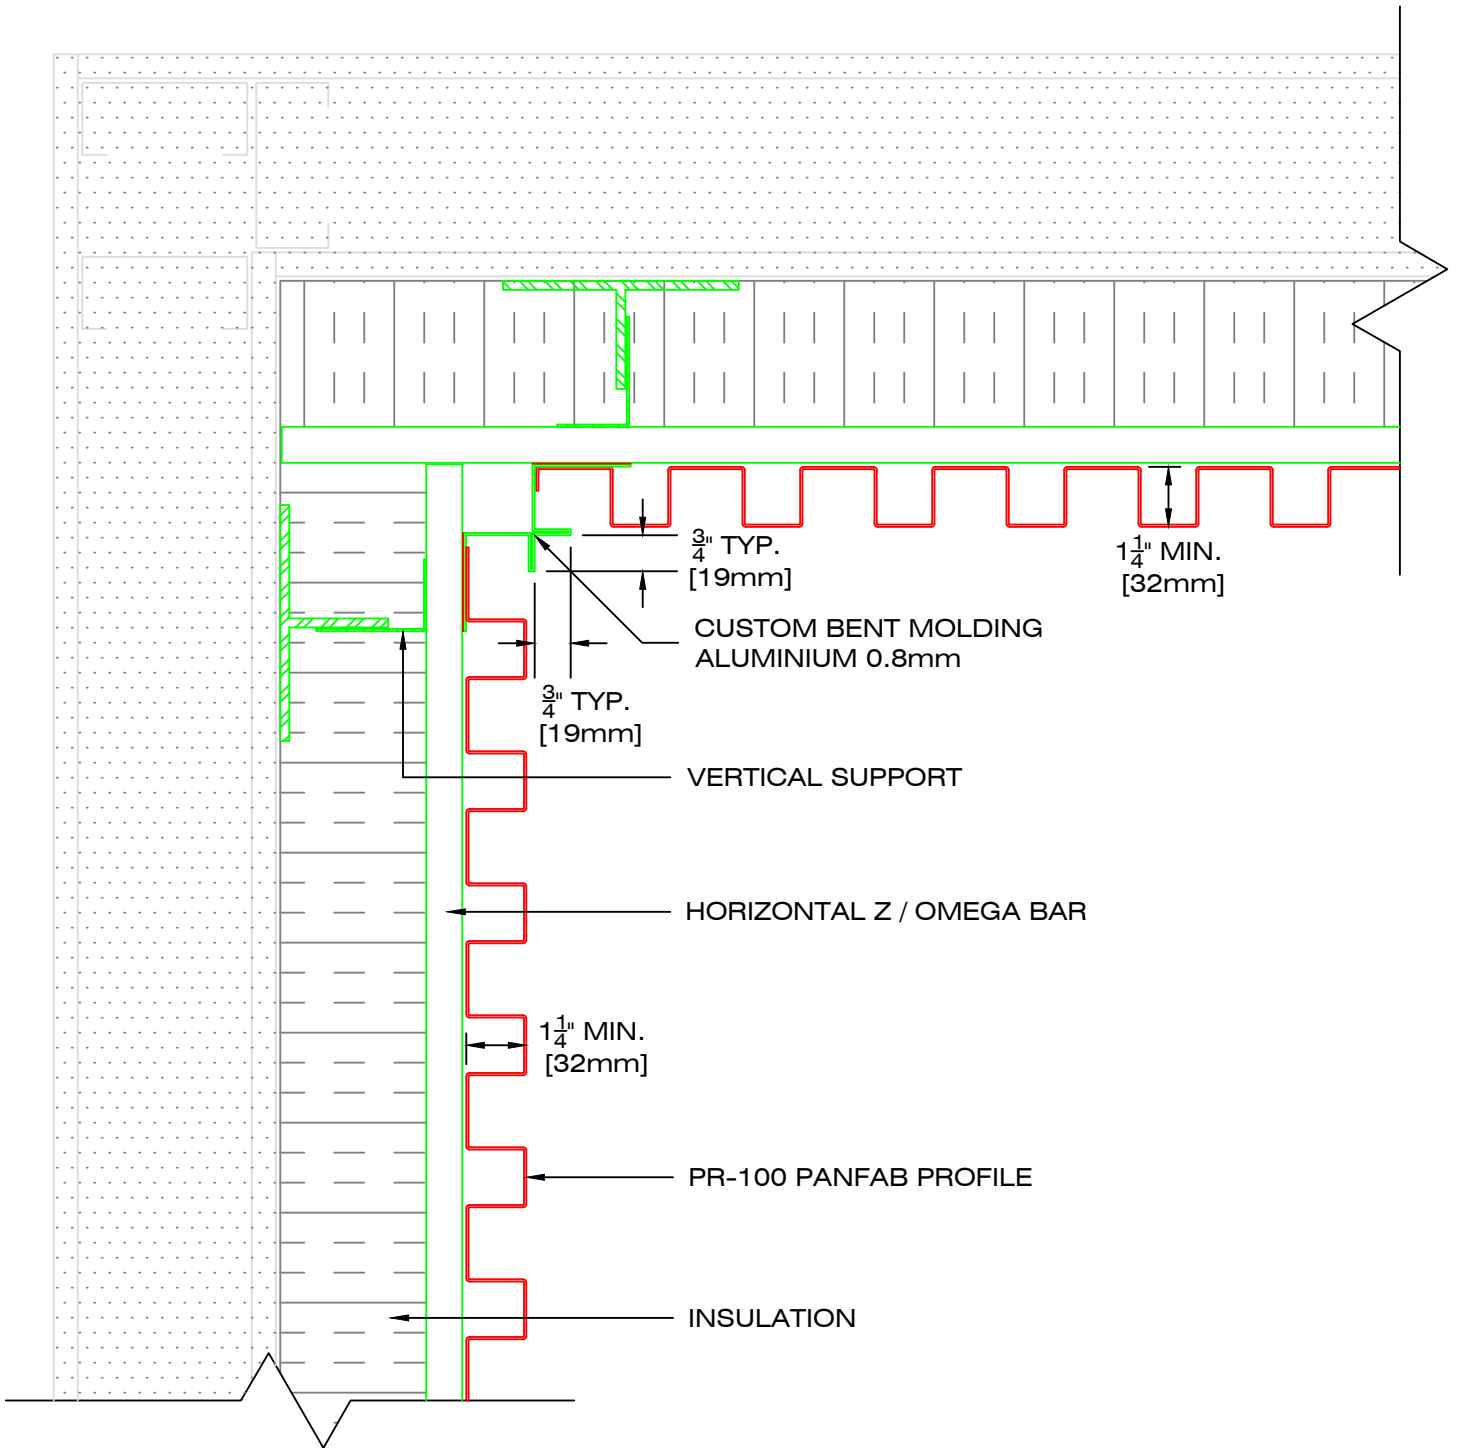 3/4" TYP.
[19mm]
1 1/4" MIN.
[32mm]
CUSTOM BENT MOLDING
ALUMINIUM 0.8mm
3/4" TYP.
[19mm]
VERTICAL SUPPORT
HORIZONTAL Z / OMEGA BAR
1 1/4" MIN.
[32mm]
PR-100 PANFAB PROFILE
INSULATION